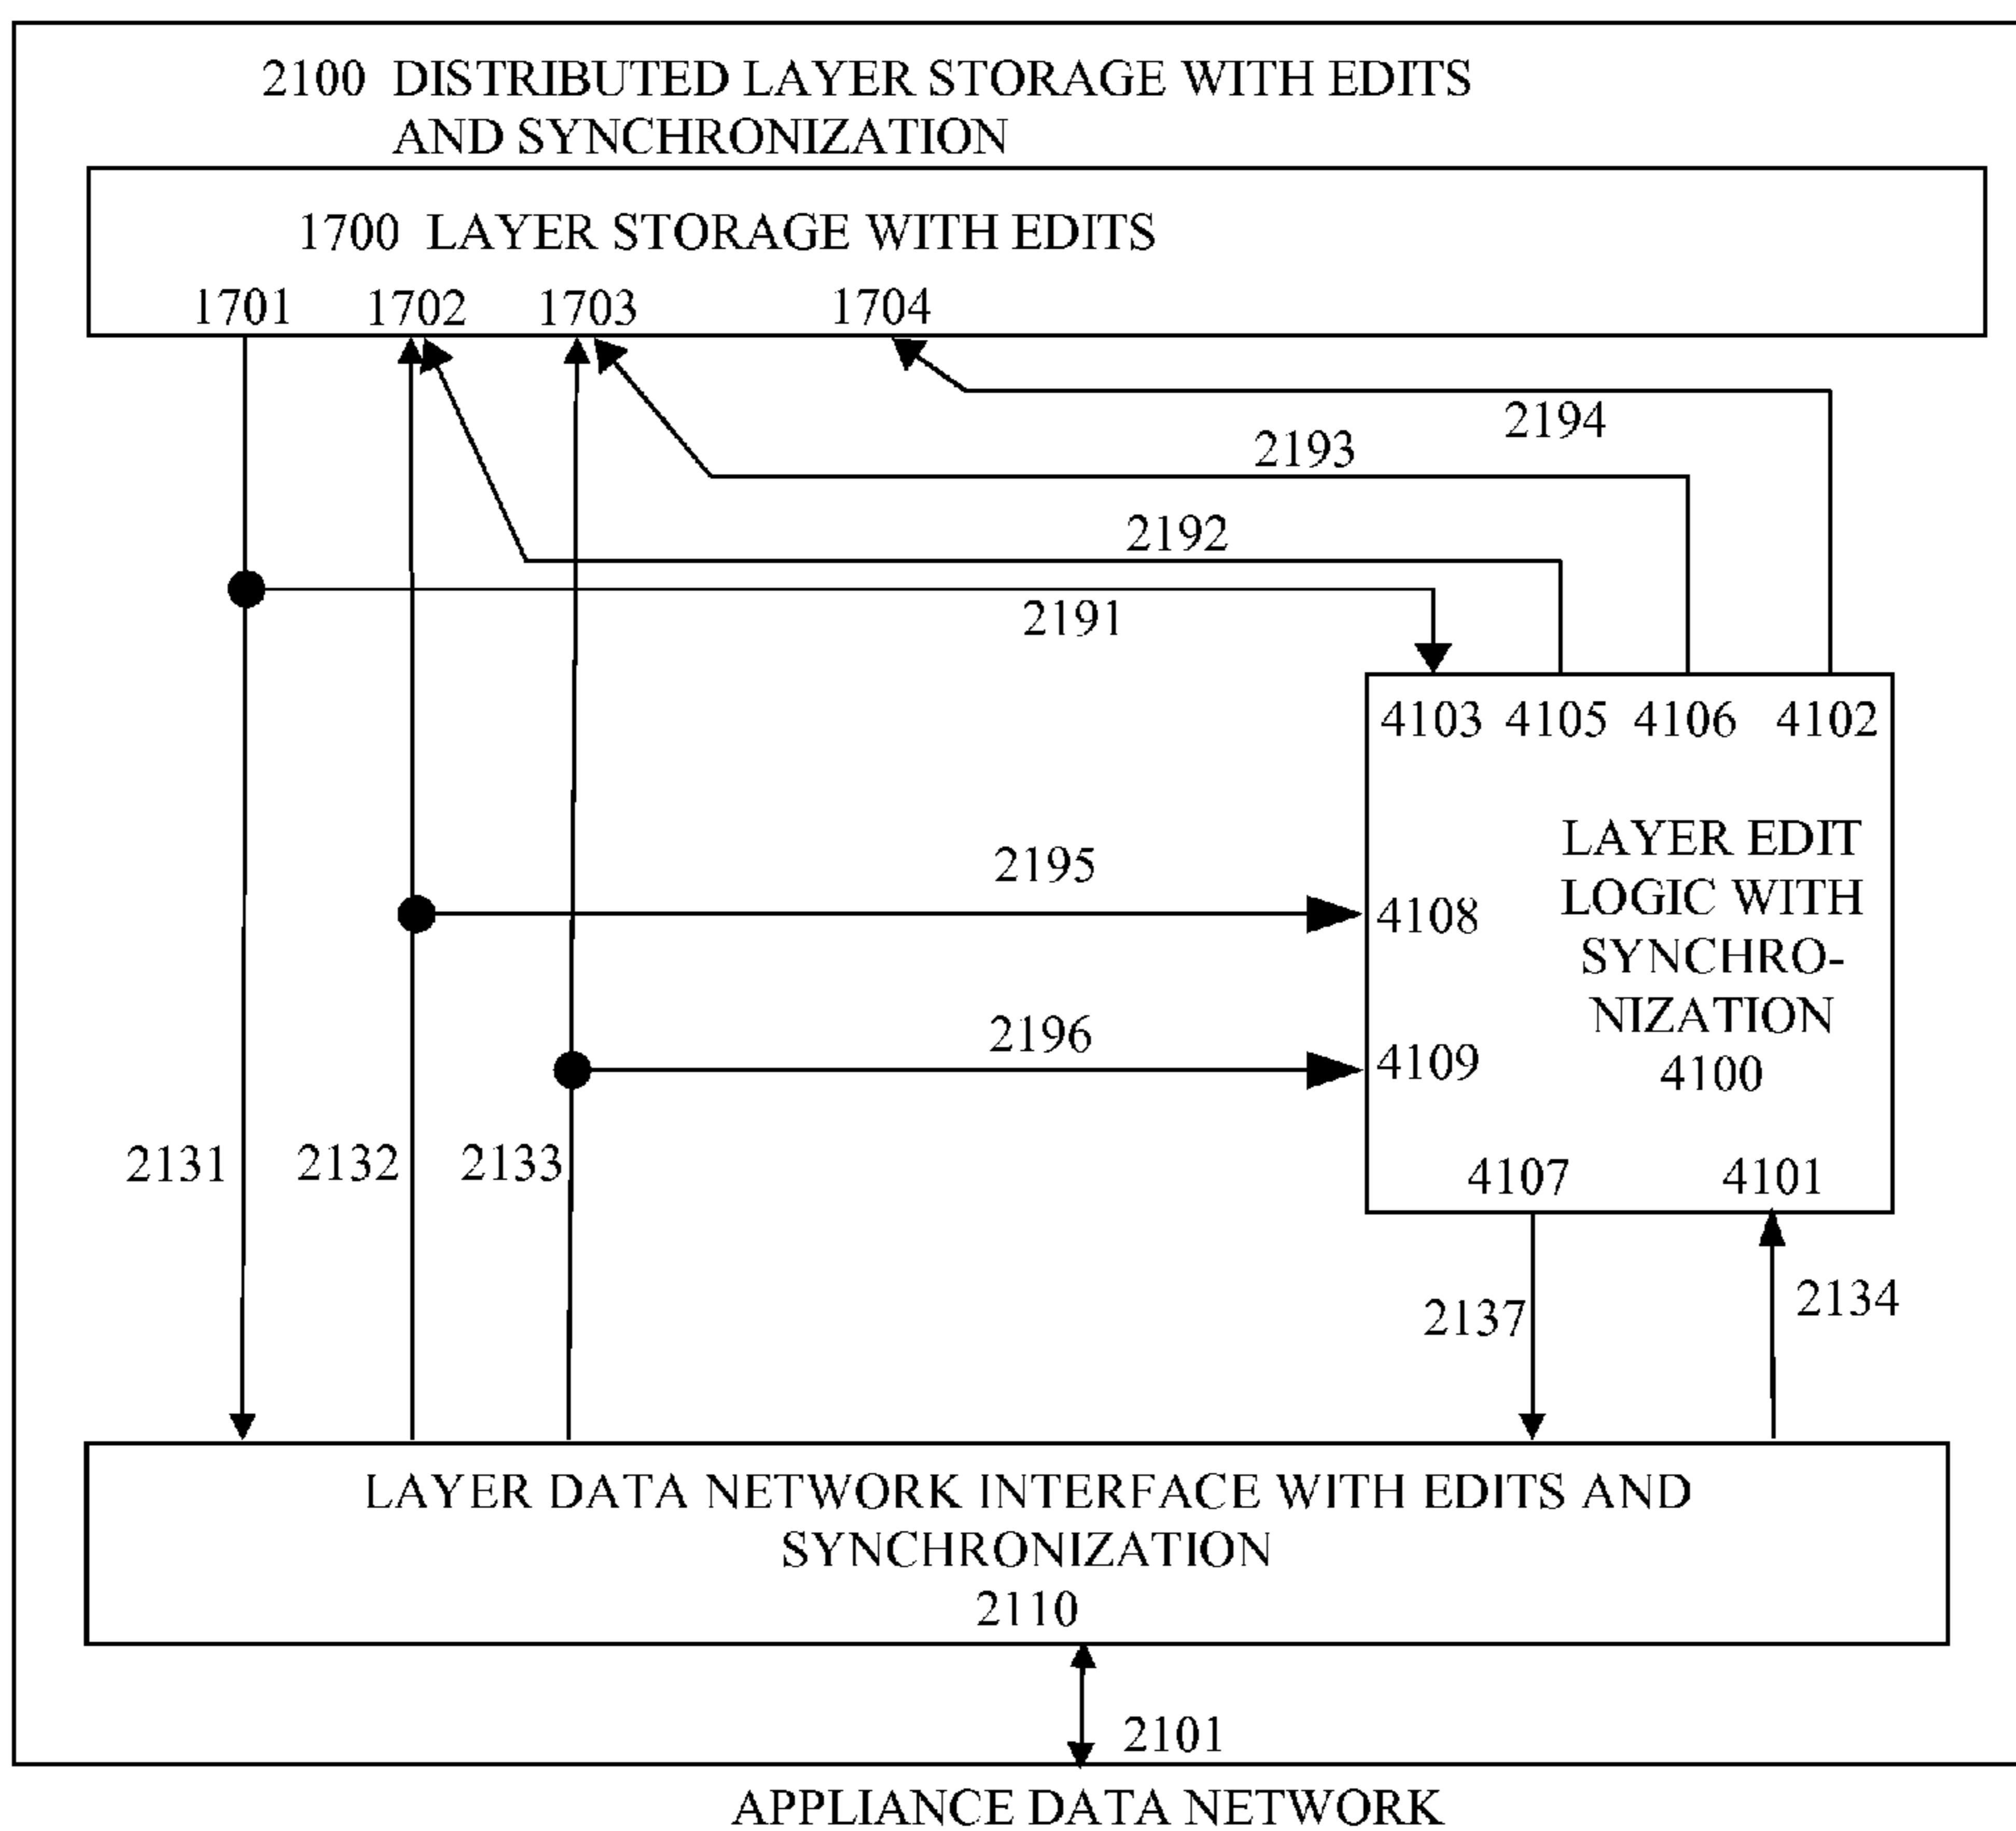 2100 DISTRIBUTED LAYER STORAGE WITH EDITS
AND SYNCHRONIZATION
1700 LAYER STORAGE WITH EDITS
1701 1702 1703 1704
2194
2193
2192
2191
4103 4105 4106 4102
LAYER EDIT
LOGIC WITH
SYNCHRO-
NIZATION
4100
2195
4108
2196
4109
2131 2132 2133
4107 4101
2137
2134
LAYER DATA NETWORK INTERFACE WITH EDITS AND
SYNCHRONIZATION
2110
2101
APPLIANCE DATA NETWORK